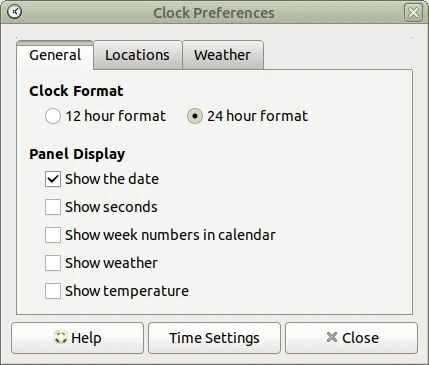 Clock Preferences
General Locations Weather
Clock Format
12 hour format 24 hour format
Panel Display
Show the date
Show seconds
Show week numbers in calendar
Show weather
Show temperature
Help Time Settings Close